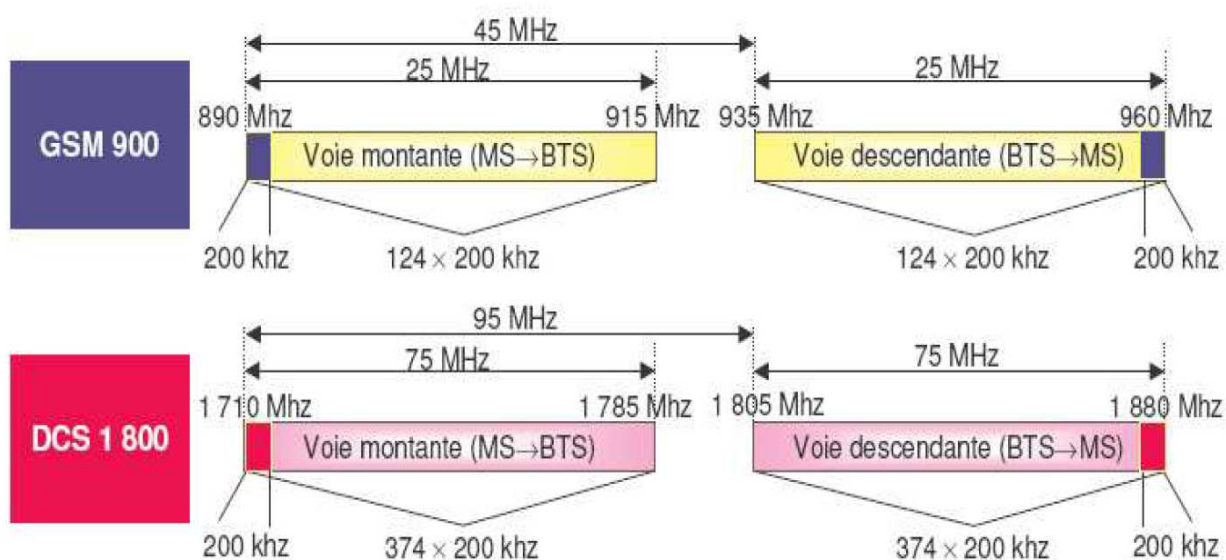 45 MHz
25 MHz 25 MHz
890 Mhz 915 Mhz 935 Mhz 960 Mhz
GSM 900
Voie montante (MS→BTS) Voie descendante (BTS→MS)
200 khz 124 × 200 khz 124 × 200 khz 200 khz
95 MHz
75 MHz 75 MHz
1 710 Mhz 1 785 Mhz 1 805 Mhz 1 880 Mhz
DCS 1 800
Voie montante (MS→BTS) Voie descendante (BTS→MS)
200 khz 374 × 200 khz 374 × 200 khz 200 khz